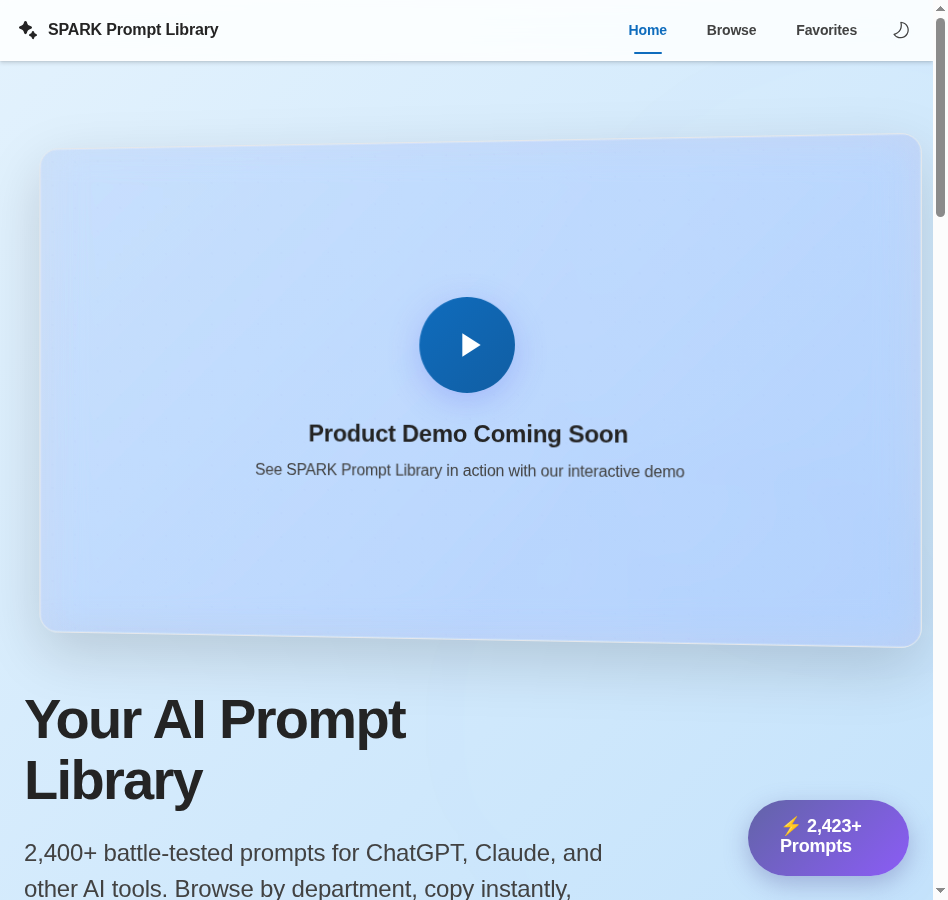 SPARK Prompt Library
Home
Browse
Favorites
Product Demo Coming Soon
See SPARK Prompt Library in action with our interactive demo
Your AI Prompt
Library
2,400+ battle-tested prompts for ChatGPT, Claude, and
other AI tools. Browse by department, copy instantly,
⚡ 2,423+
Prompts